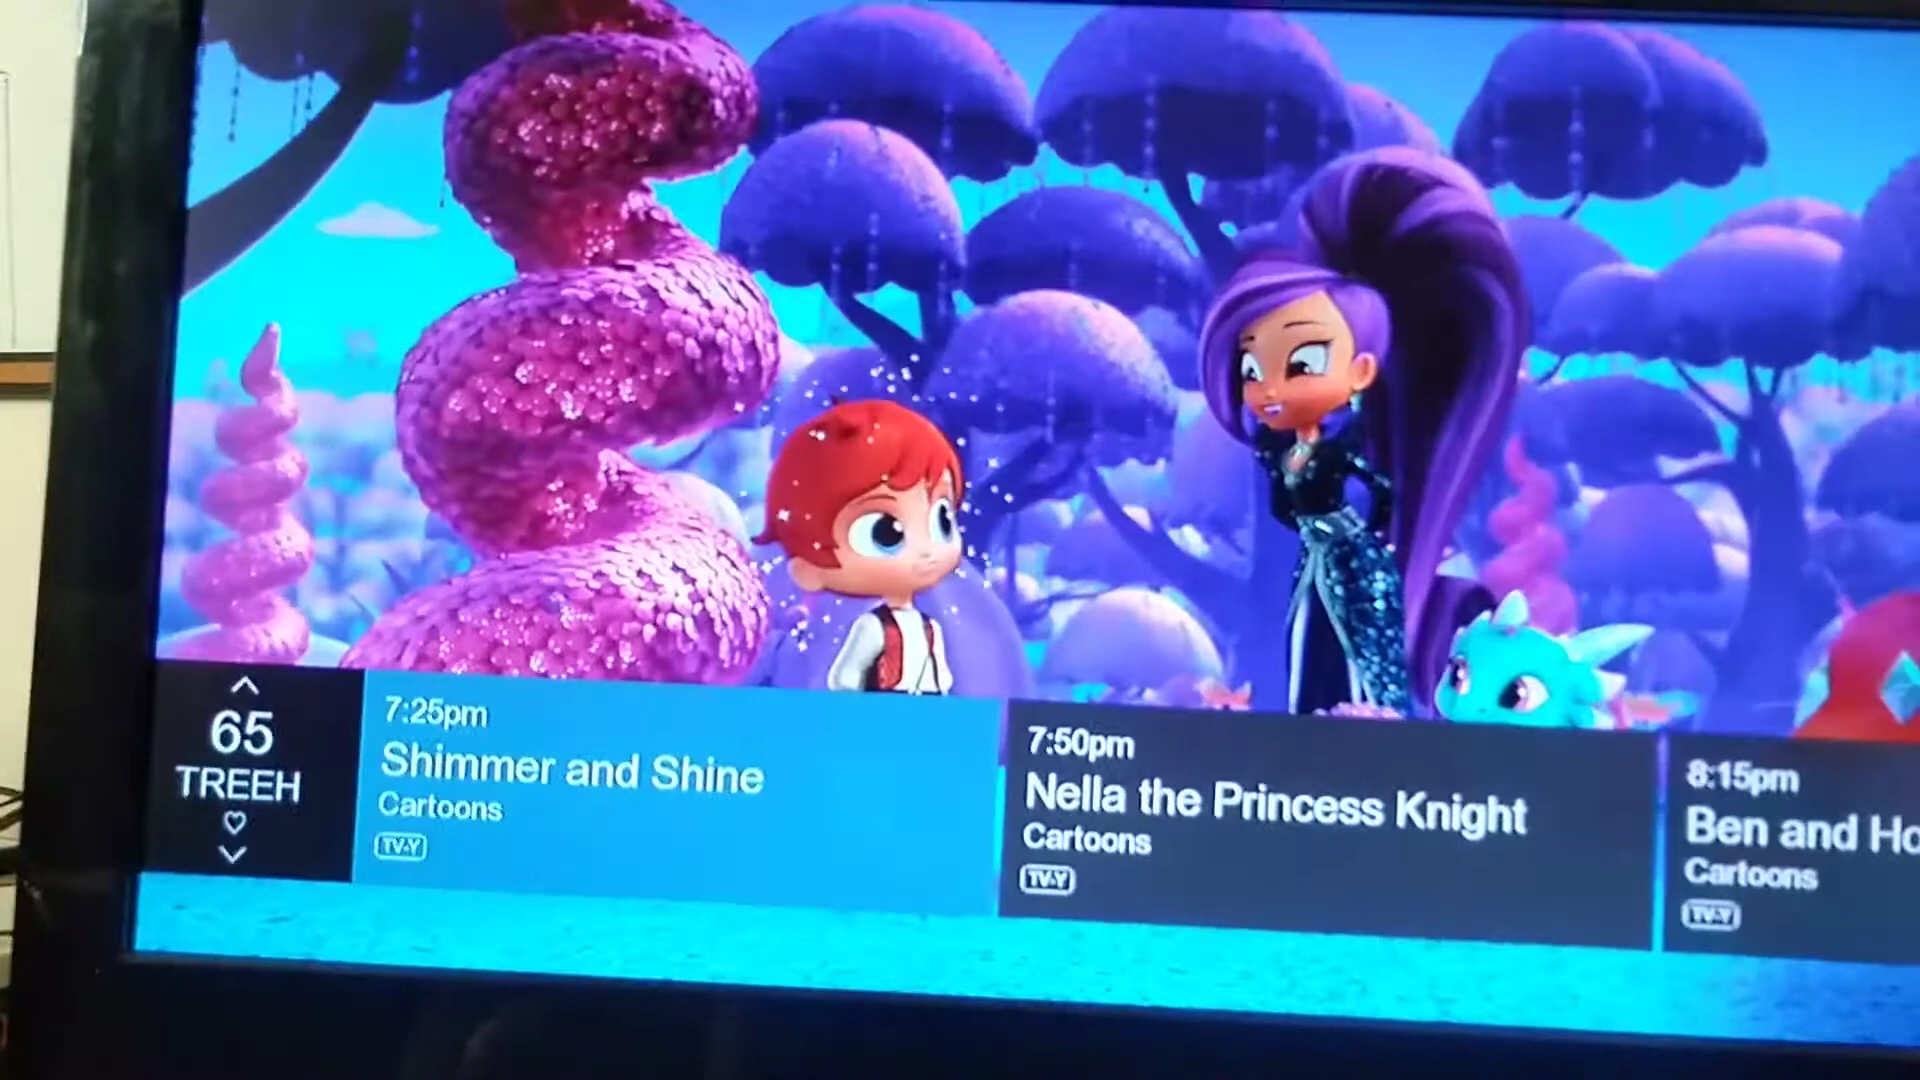 65
TREEH
7:25pm
Shimmer and Shine
Cartoons
TV-Y
7:50pm
Nella the Princess Knight
Cartoons
TV-Y
8:15pm
Ben and Ho
Cartoons
TV-Y